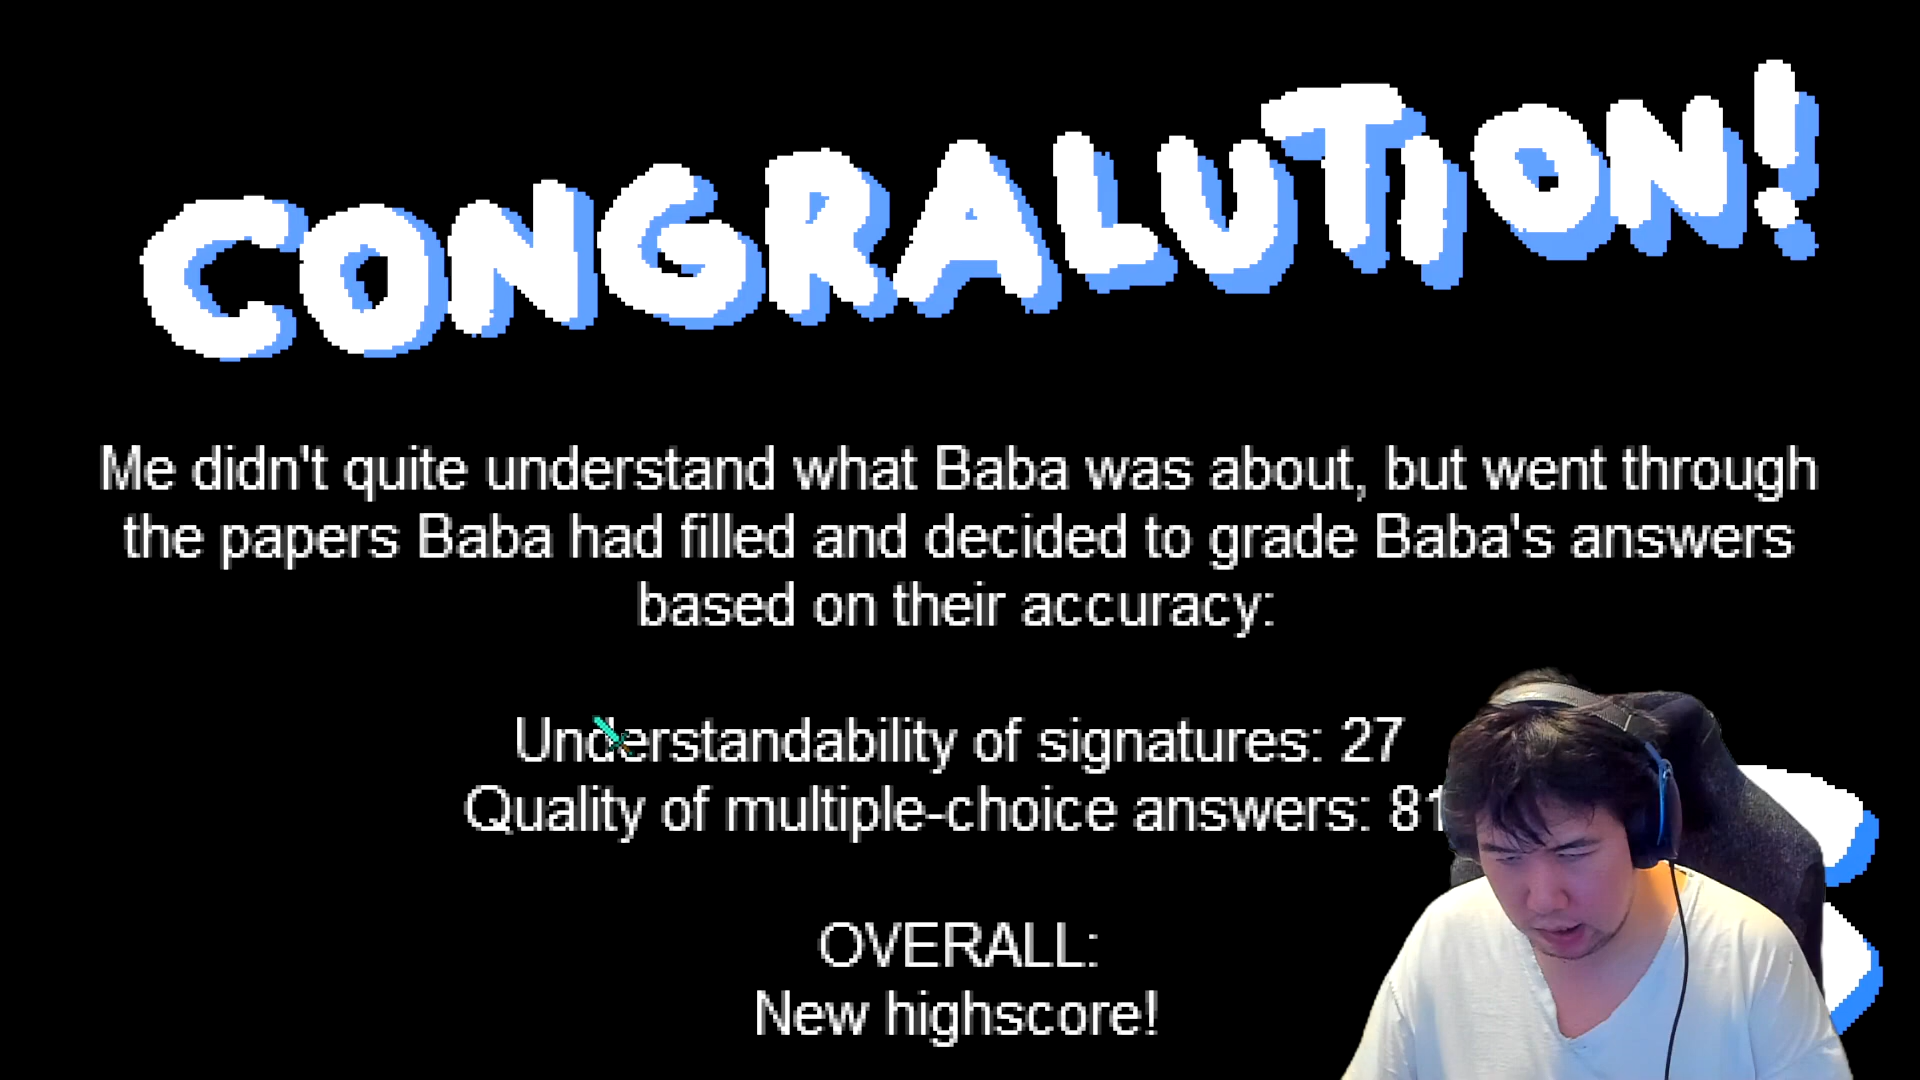 CONGRALUTION!
Me didn't quite understand what Baba was about, but went through
the papers Baba had filled and decided to grade Baba's answers
based on their accuracy:
Understandability of signatures: 27
Quality of multiple-choice answers: 81
OVERALL:
New highscore!